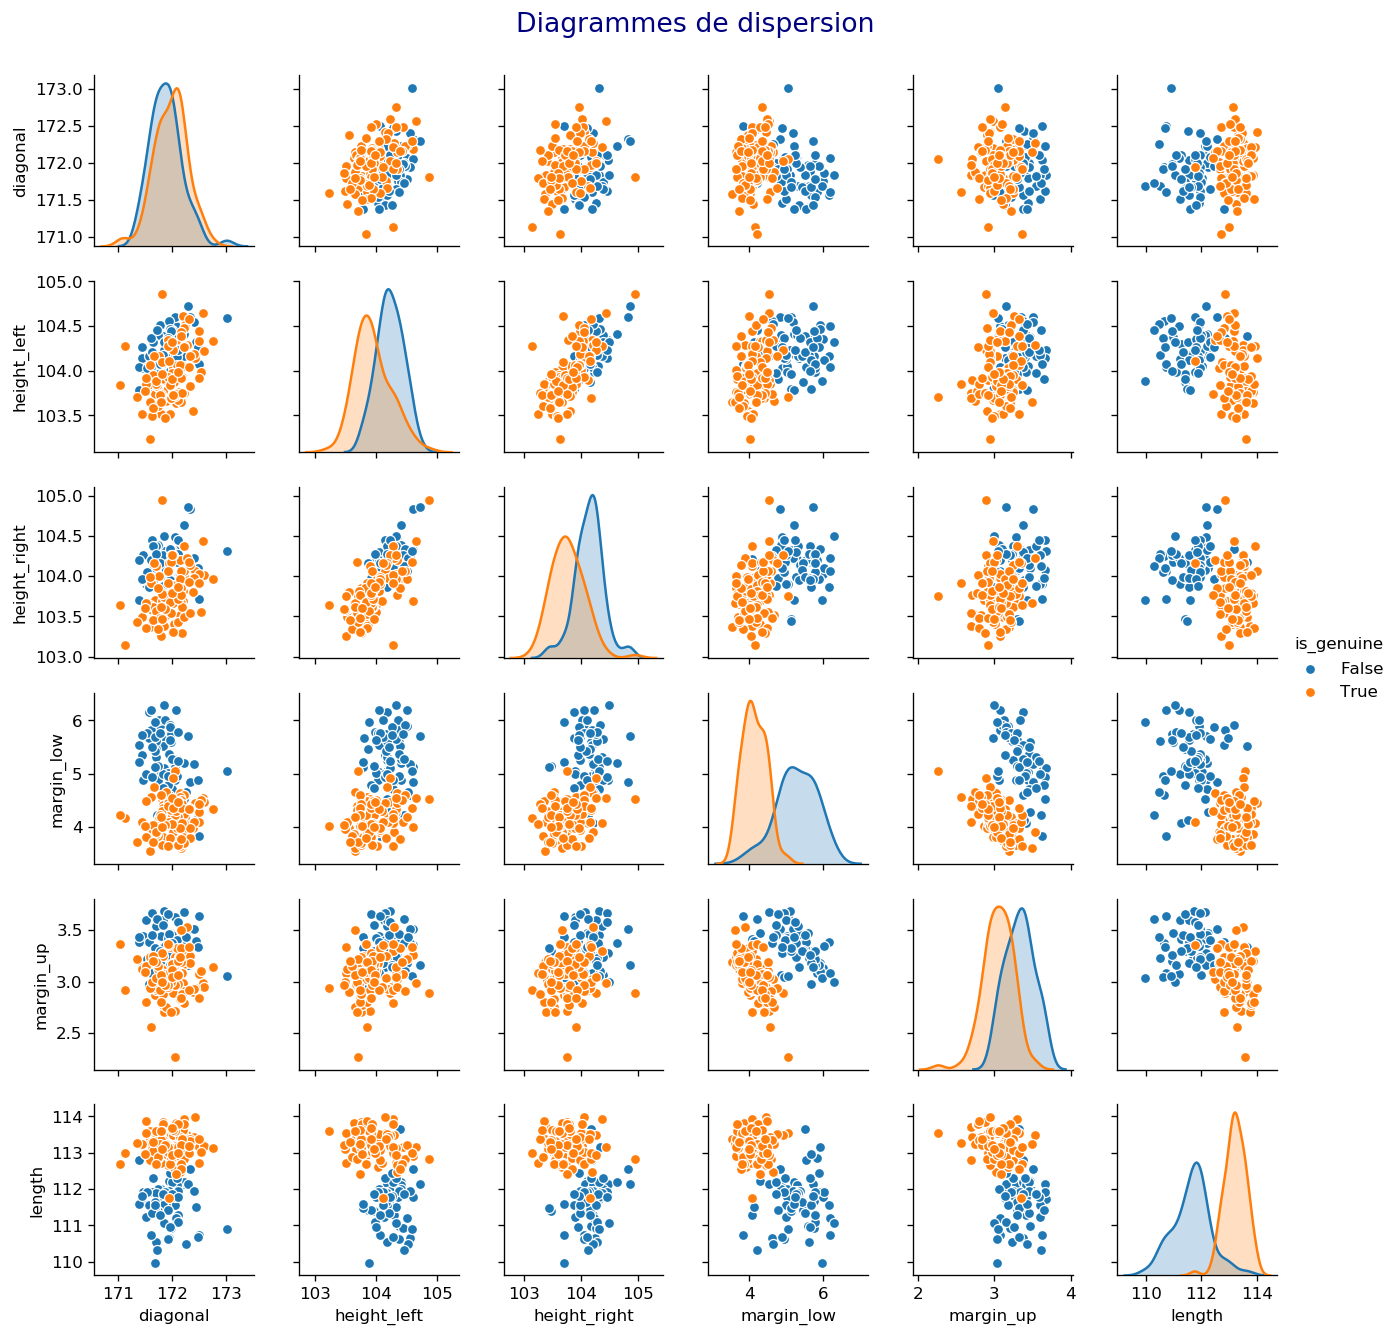 Diagrammes de dispersion
173.0
172.5
172.0
171.5
171.0
diagonal
105.0
104.5
104.0
103.5
height_left
105.0
104.5
104.0
103.5
103.0
height_right
is_genuine
False
True
6
5
4
margin_low
3.5
3.0
2.5
margin_up
114
113
112
111
110
length
171 172 173 103 104 105 103 104 105 4 6 2 3 4 110 112 114
diagonal height_left height_right margin_low margin_up length